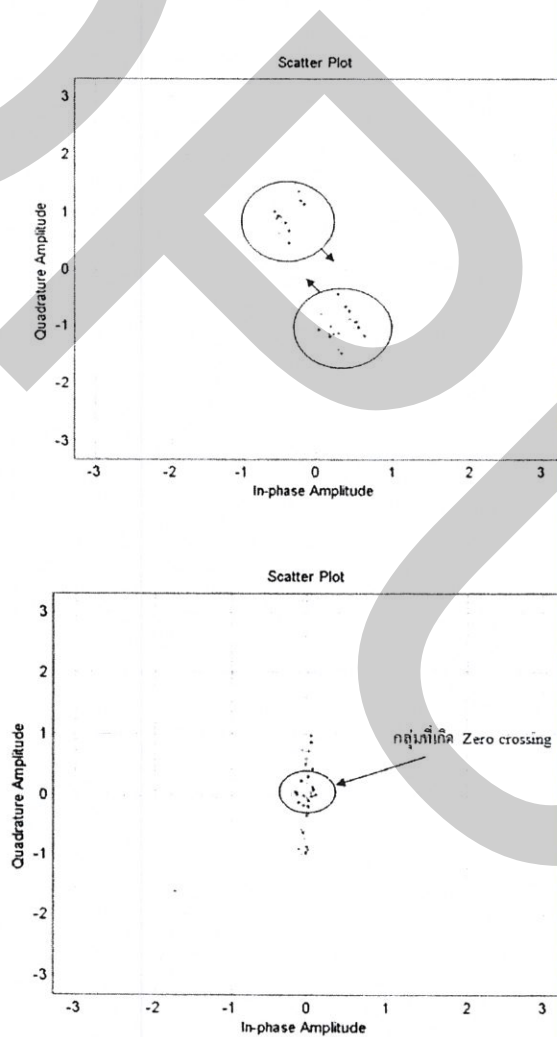 Scatter Plot
3
2
1
0
-1
-2
-3
Quadrature Amplitude
-3 -2 -1 0 1 2 3
In-phase Amplitude
Scatter Plot
3
2
1
0
-1
-2
-3
Quadrature Amplitude
กลุ่มที่เกิด Zero crossing
-3 -2 -1 0 1 2 3
In-phase Amplitude